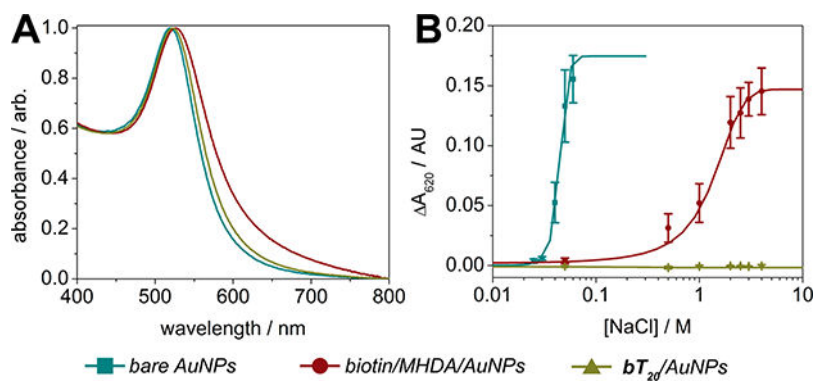 A
B
1.0
0.8
0.6
0.4
0.2
0.0
absorbance / arb.
400
500
600
700
800
wavelength / nm
0.15
0.10
0.05
0.00
ΔA620 / AU
0.01
0.1
1
10
[NaCl] / M
bare AuNPs
biotin/MHDA/AuNPs
bT20/AuNPs